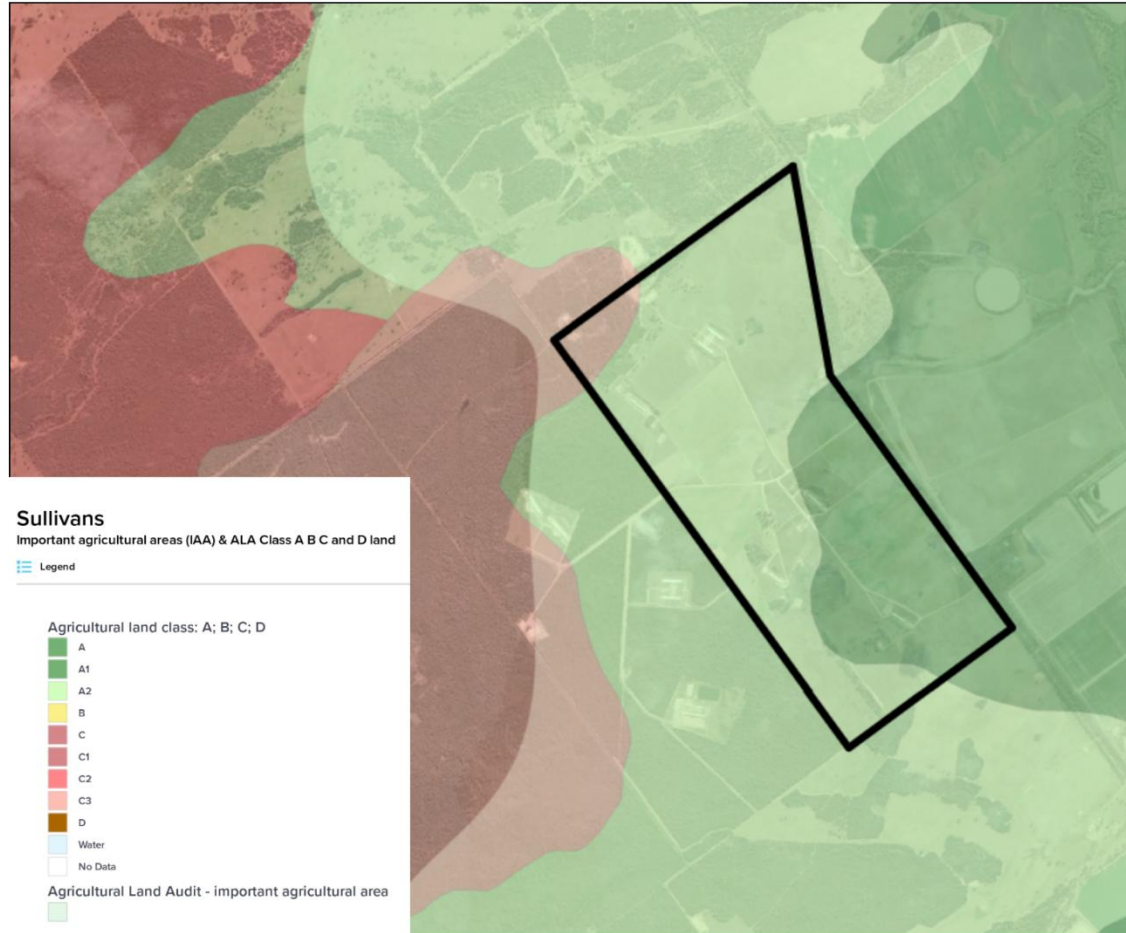 Sullivans
Important agricultural areas (IAA) & ALA Class A B C and D land
Legend
Agricultural land class: A; B; C; D
A
A1
A2
B
C
C1
C2
C3
D
Water
No Data
Agricultural Land Audit - important agricultural area